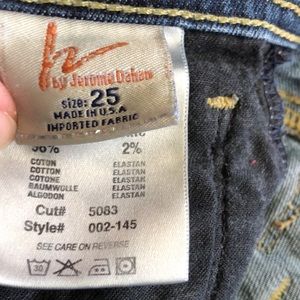 by Jerome Dahan
SIZE: 25
MADE IN U.S.A
IMPORTED FABRIC
98% 2%
COTON ELASTAN
COTTON ELASTAN
COTONE ELASTAN
BAUMWOLLE ELASTAN
ALGODON ELASTAN
Cut# 5083
Style# 002-145
SEE CARE ON REVERSE
30